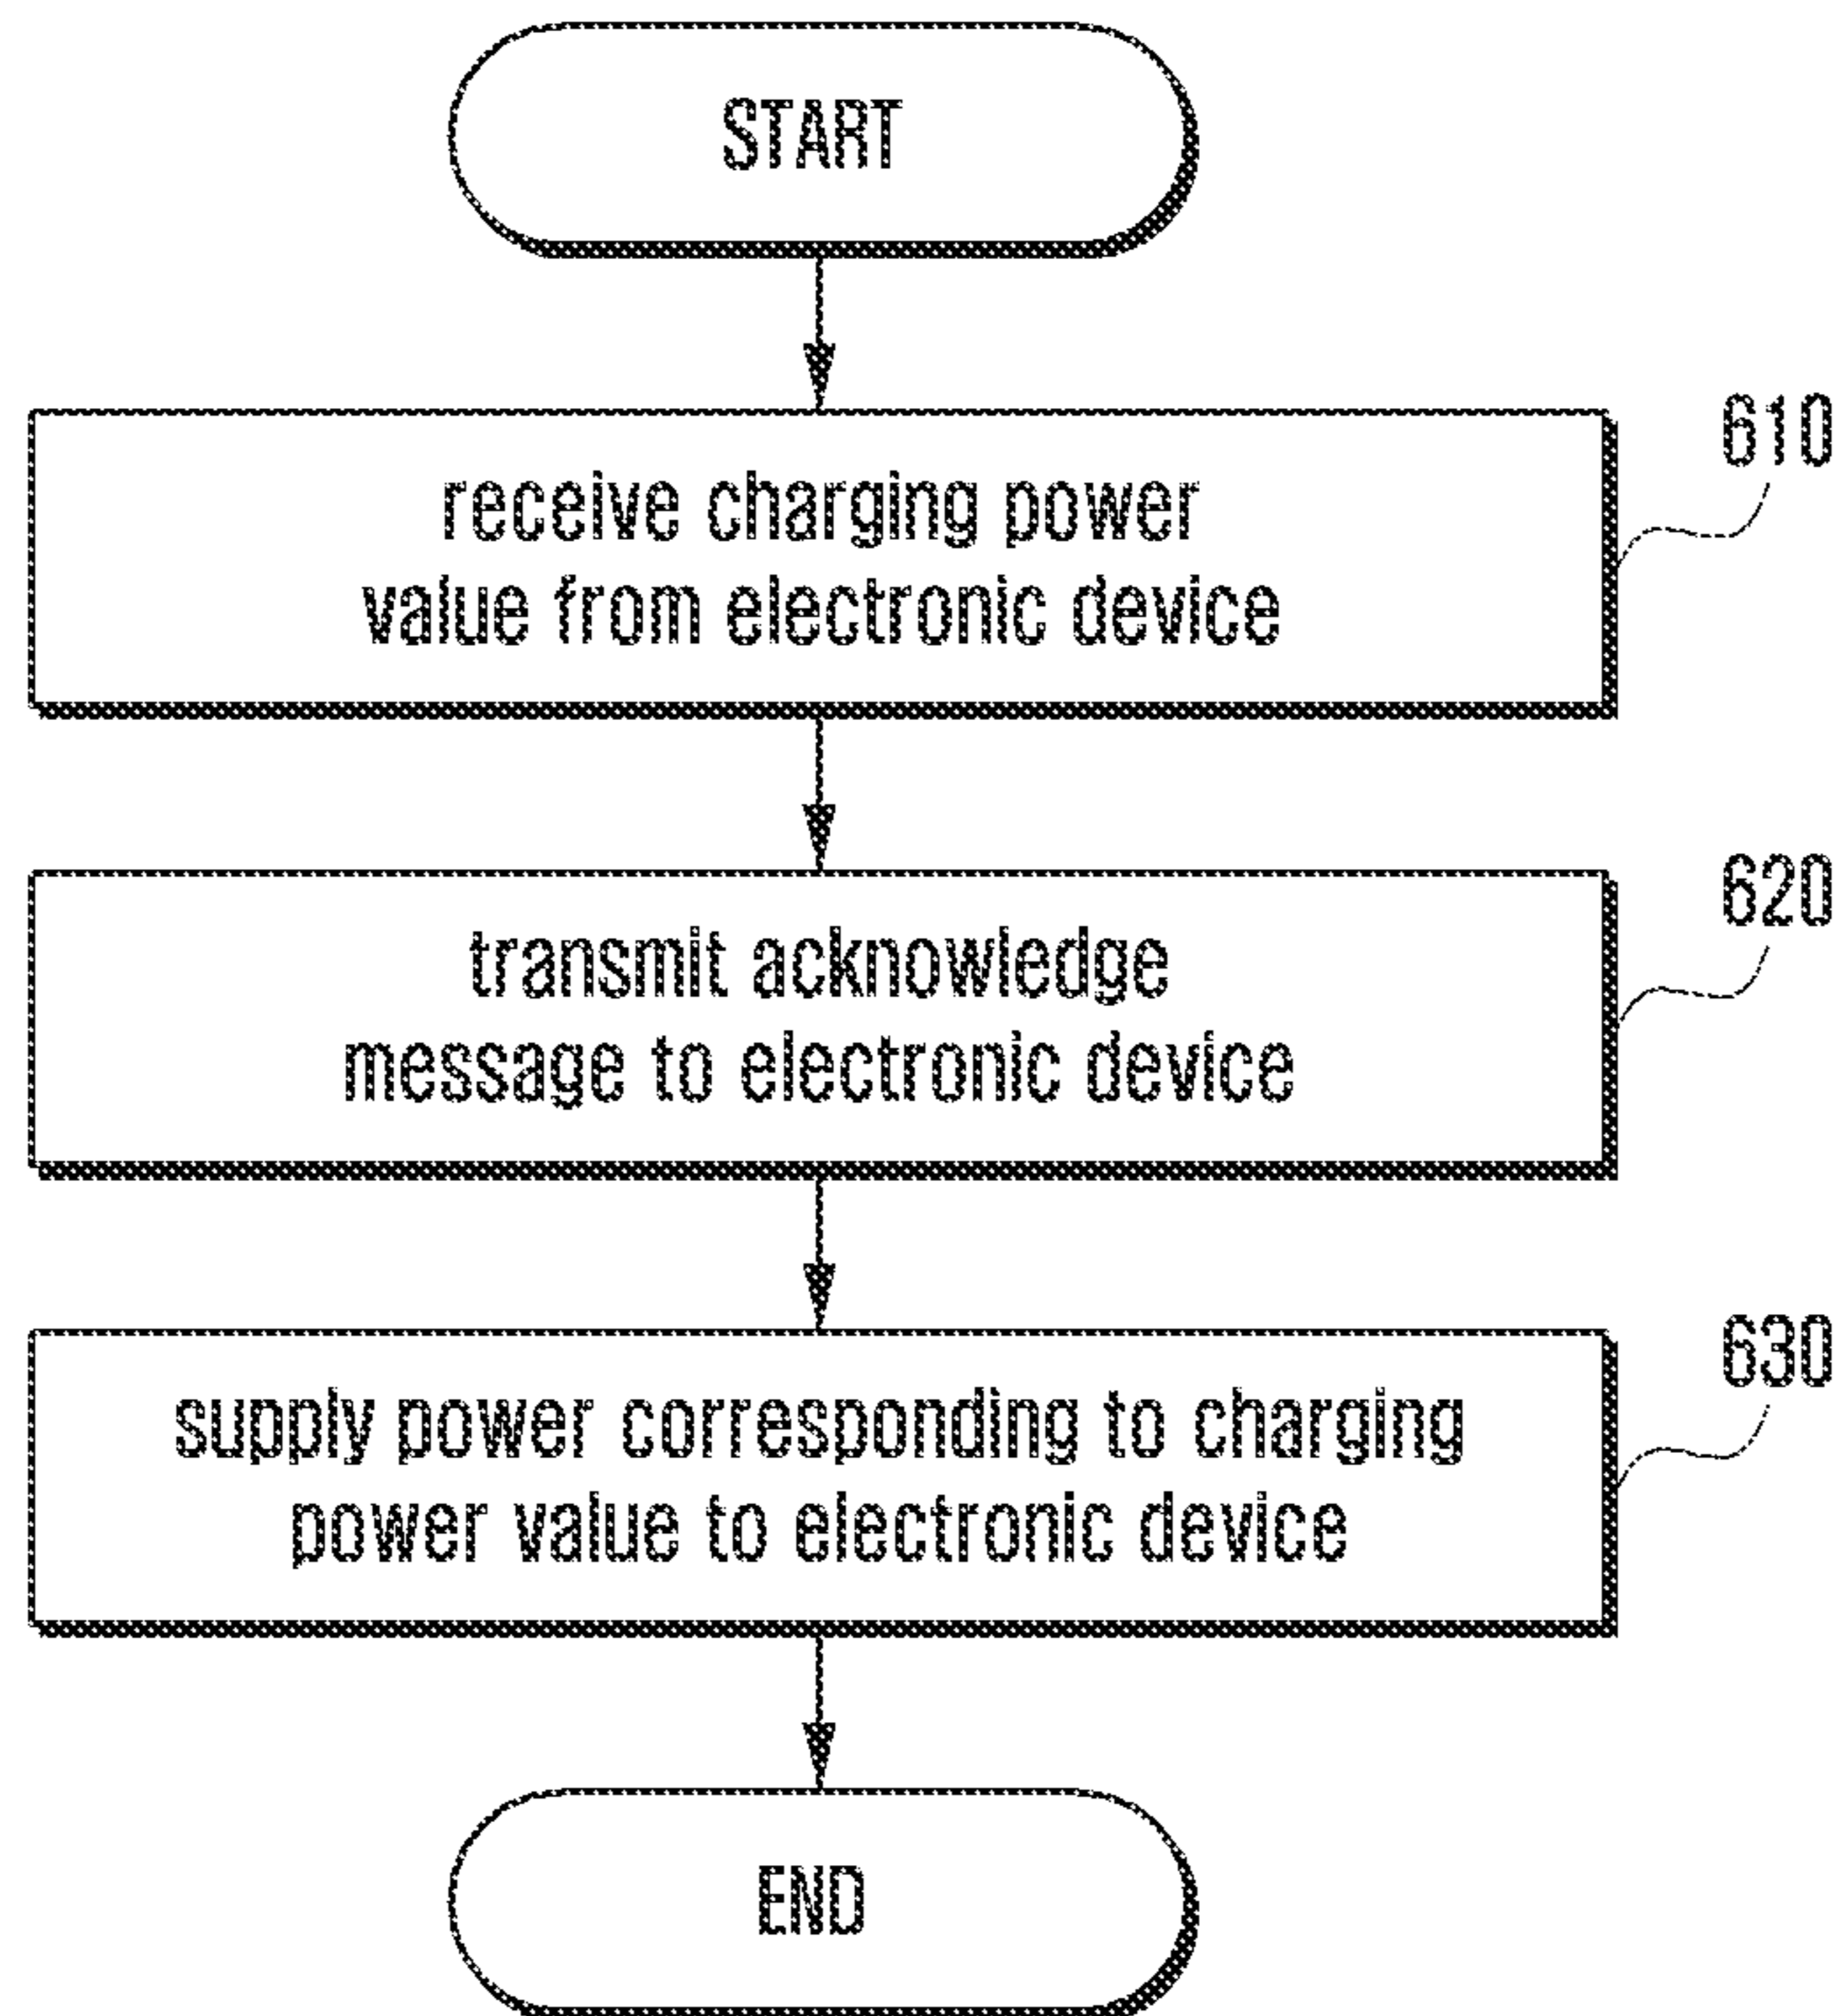 START
610
receive charging power
value from electronic device
620
transmit acknowledge
message to electronic device
630
supply power corresponding to charging
power value to electronic device
END